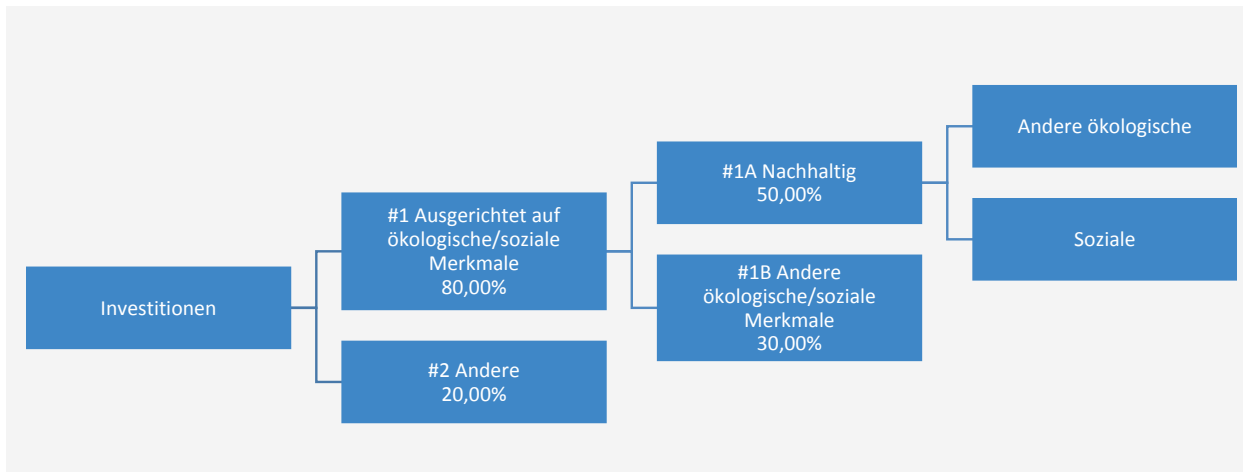 Investitionen
#1 Ausgerichtet auf
ökologische/soziale
Merkmale
80,00%
#2 Andere
20,00%
#1A Nachhaltig
50,00%
#1B Andere
ökologische/soziale
Merkmale
30,00%
Andere ökologische
Soziale